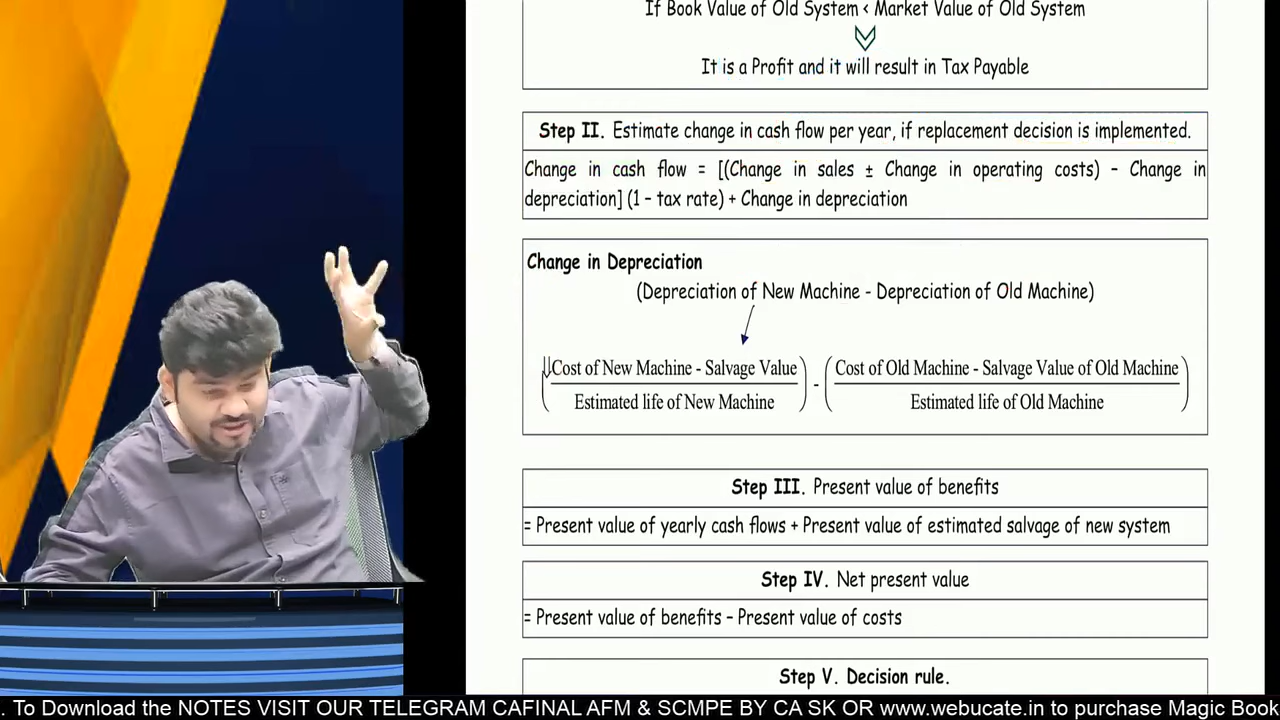 If Book Value of Old System < Market Value of Old System
It is a Profit and it will result in Tax Payable
Step II. Estimate change in cash flow per year, if replacement decision is implemented.
Change in cash flow = [(Change in sales ± Change in operating costs) – Change in
depreciation] (1 – tax rate) + Change in depreciation
Change in Depreciation
(Depreciation of New Machine - Depreciation of Old Machine)
(Cost of New Machine - Salvage Value / Estimated life of New Machine) - (Cost of Old Machine - Salvage Value of Old Machine / Estimated life of Old Machine)
Step III. Present value of benefits
= Present value of yearly cash flows + Present value of estimated salvage of new system
Step IV. Net present value
= Present value of benefits – Present value of costs
Step V. Decision rule.
. To Download the NOTES VISIT OUR TELEGRAM CAFINAL AFM & SCMPE BY CA SK OR www.webucate.in to purchase Magic Book